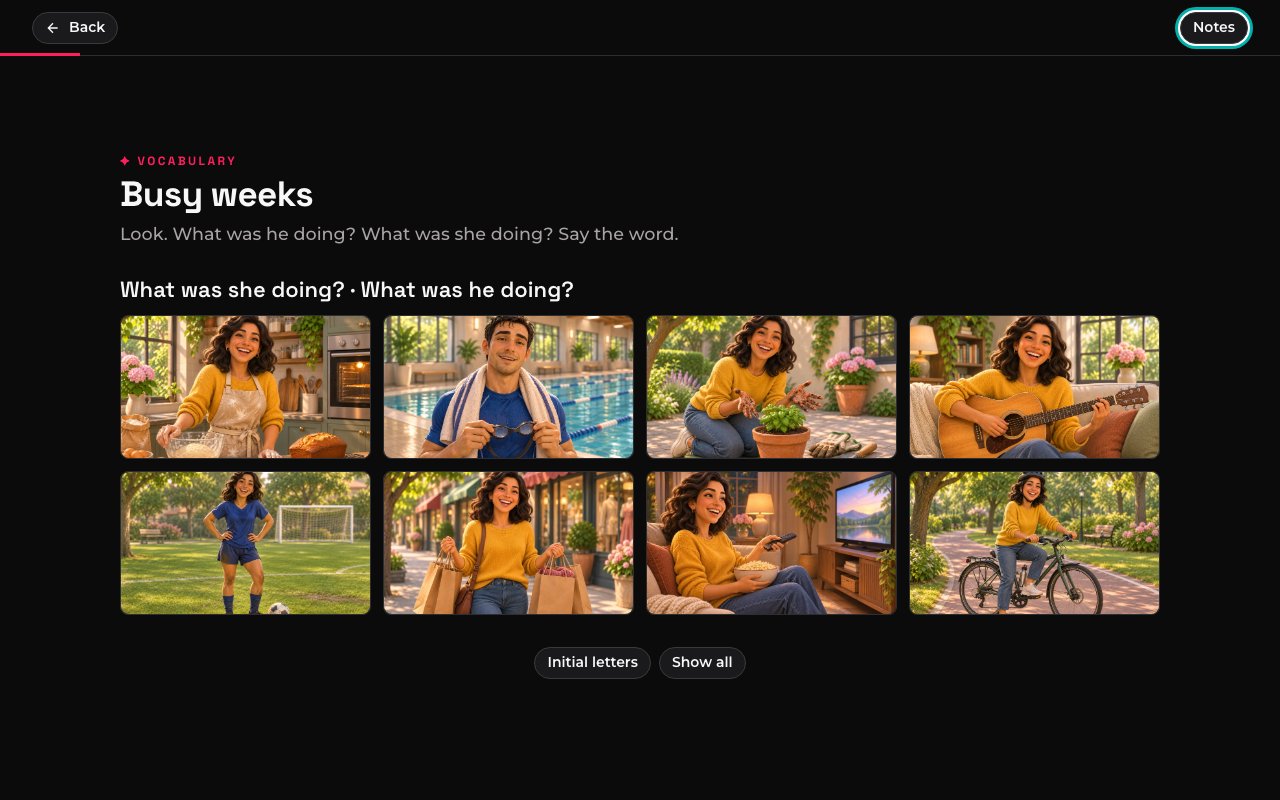 Back
Notes
VOCABULARY
Busy weeks
Look. What was he doing? What was she doing? Say the word.
What was she doing? · What was he doing?
Initial letters
Show all